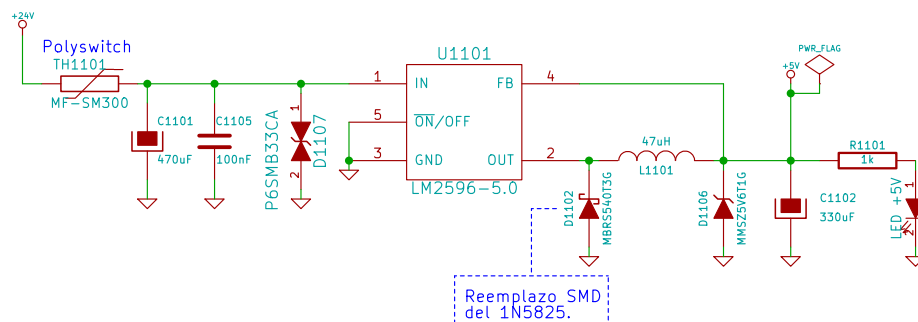 +24V
Polyswitch
TH1101
MF-SM300
C1101
470uF
C1105
100nF
P6SMB33CA
D1107
1
2
U1101
1
IN
FB
4
5
ON/OFF
3
GND
OUT
2
LM2596-5.0
D1102
MBRS540T3G
47uH
L1101
D1106
MMSZ5V6T1G
PWR_FLAG
+5V
C1102
330uF
R1101
1k
LED +5V
1
2
Reemplazo SMD
del 1N5825.